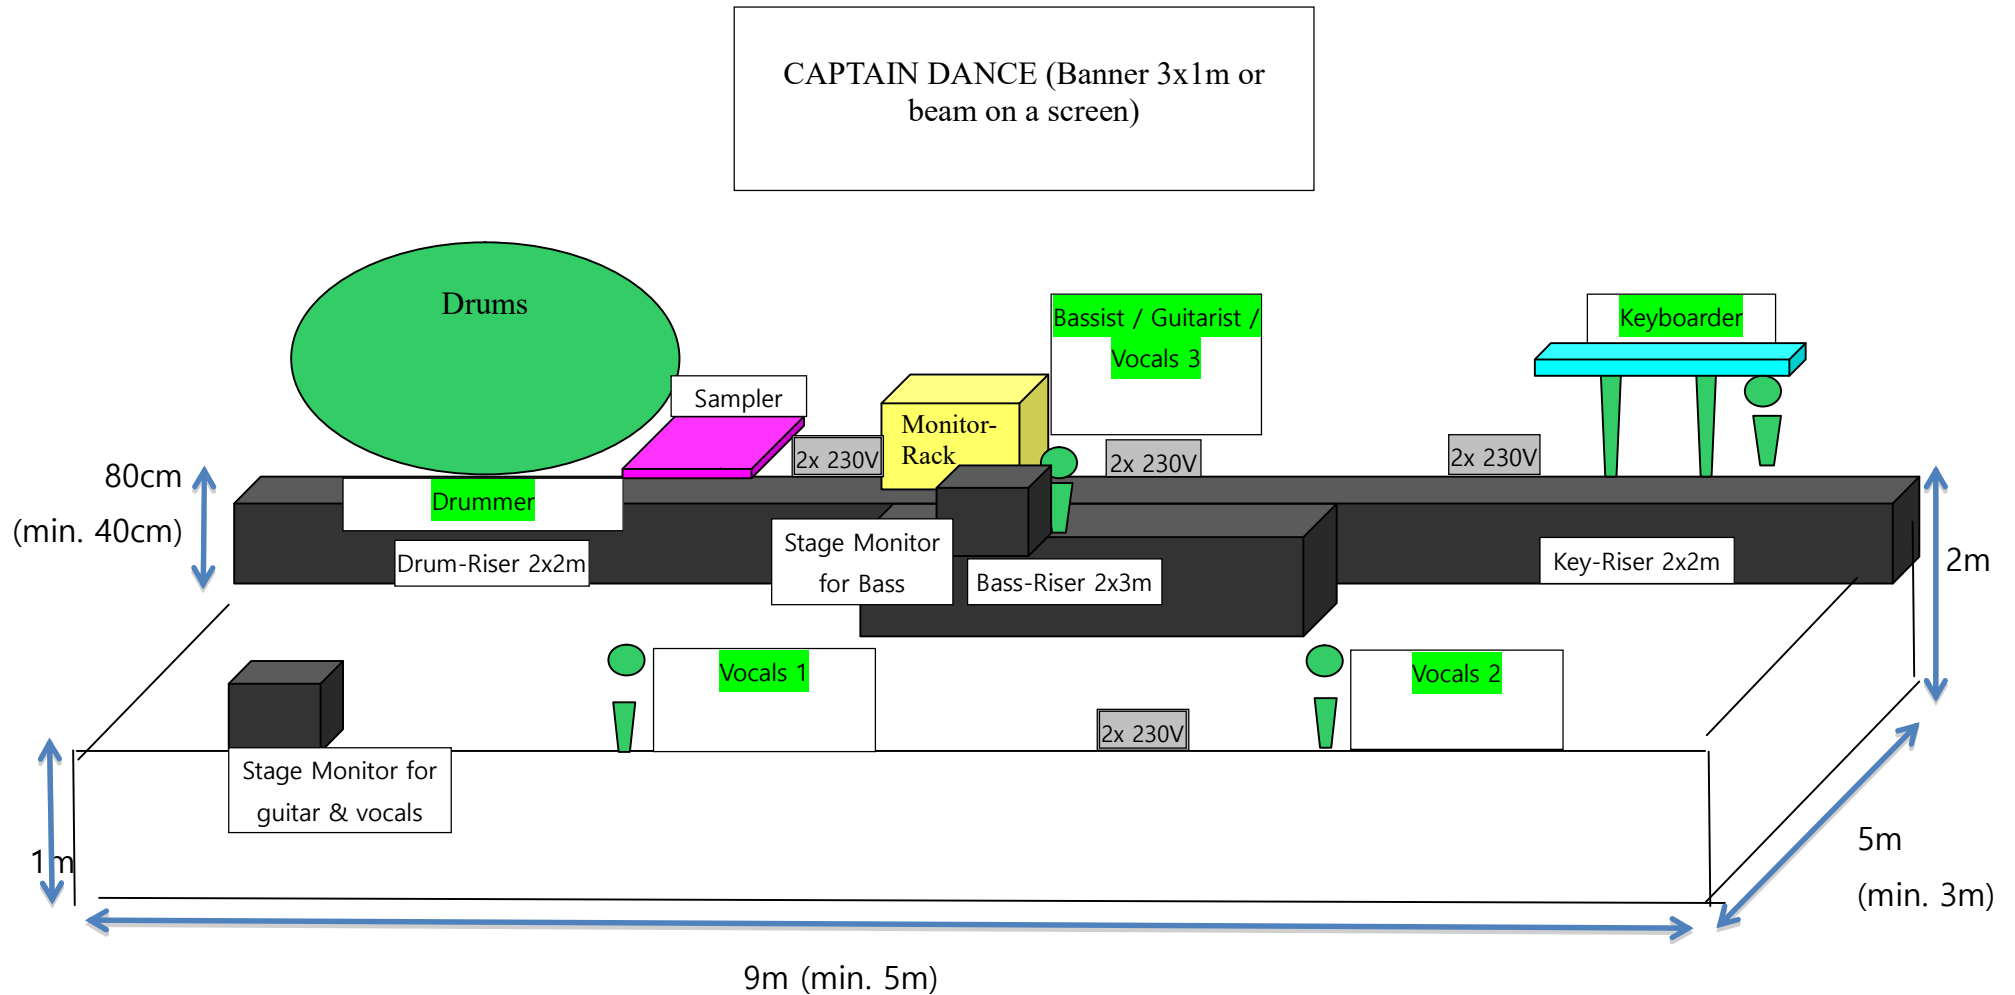 CAPTAIN DANCE (Banner 3x1m or
beam on a screen)
Drums
Bassist / Guitarist /
Vocals 3
Keyboarder
Sampler
Monitor-
Rack
2x 230V
2x 230V
2x 230V
80cm
(min. 40cm)
Drummer
Drum-Riser 2x2m
Stage Monitor
for Bass
Bass-Riser 2x3m
Key-Riser 2x2m
2m
Vocals 1
Vocals 2
2x 230V
Stage Monitor for
guitar & vocals
1m
5m
(min. 3m)
9m (min. 5m)